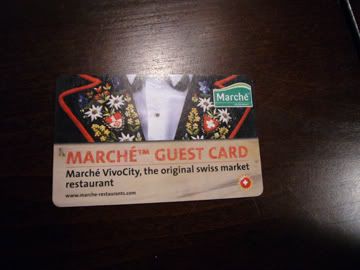 Marché
MARCHÉ™ GUEST CARD
Marché VivoCity, the original swiss market
restaurant
www.marche-restaurants.com